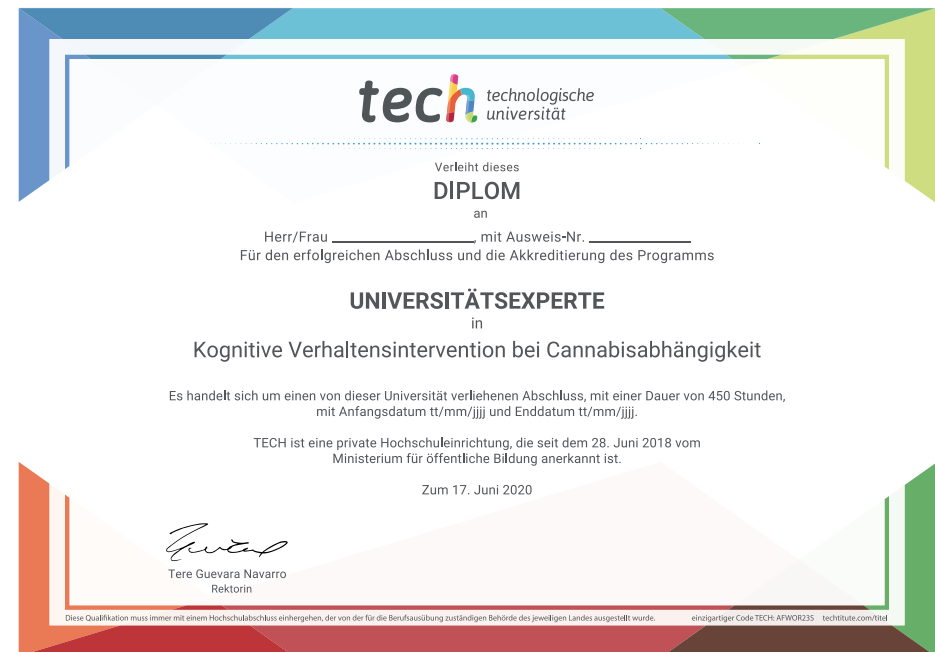 tech technologische
universität
Verleiht dieses
DIPLOM
an
Herr/Frau ____________________, mit Ausweis-Nr. ______________
Für den erfolgreichen Abschluss und die Akkreditierung des Programms
UNIVERSITÄTSEXPERTE
in
Kognitive Verhaltensintervention bei Cannabisabhängigkeit
Es handelt sich um einen von dieser Universität verliehenen Abschluss, mit einer Dauer von 450 Stunden,
mit Anfangsdatum tt/mm/jjjj und Enddatum tt/mm/jjjj.
TECH ist eine private Hochschuleinrichtung, die seit dem 28. Juni 2018 vom
Ministerium für öffentliche Bildung anerkannt ist.
Zum 17. Juni 2020
Tere Guevara Navarro
Rektorin
Diese Qualifikation muss immer mit einem Hochschulabschluss einhergehen, der von der für die Berufsausübung zuständigen Behörde des jeweiligen Landes ausgestellt wurde. einzigartiger Code TECH: AFWOR23S techtitute.com/titel